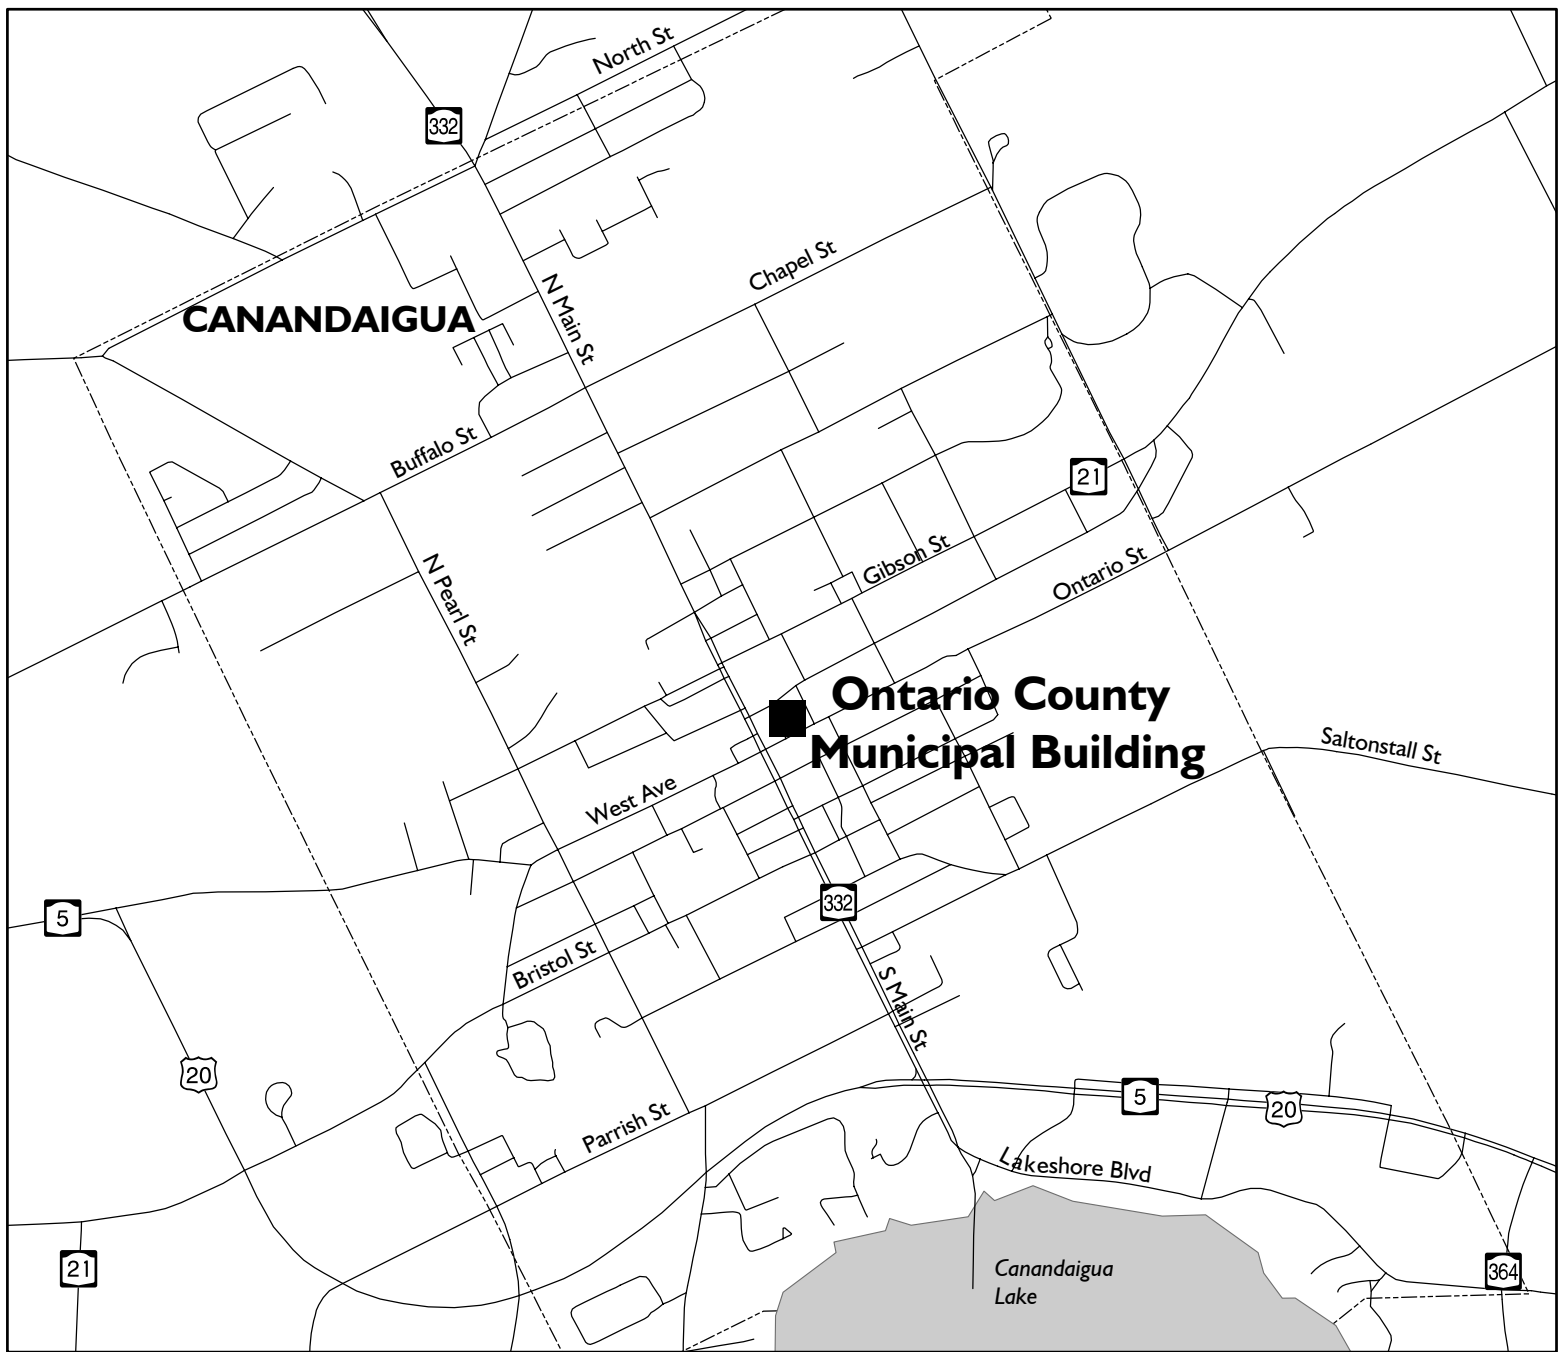 North St
332
Chapel St
N Main St
CANANDAIGUA
Buffalo St
21
Gibson St
Ontario St
N Pearl St
Ontario County
Municipal Building
Saltonstall St
West Ave
332
5
Bristol St
S Main St
20
5
20
Parrish St
Lakeshore Blvd
21
Canandaigua
Lake
364